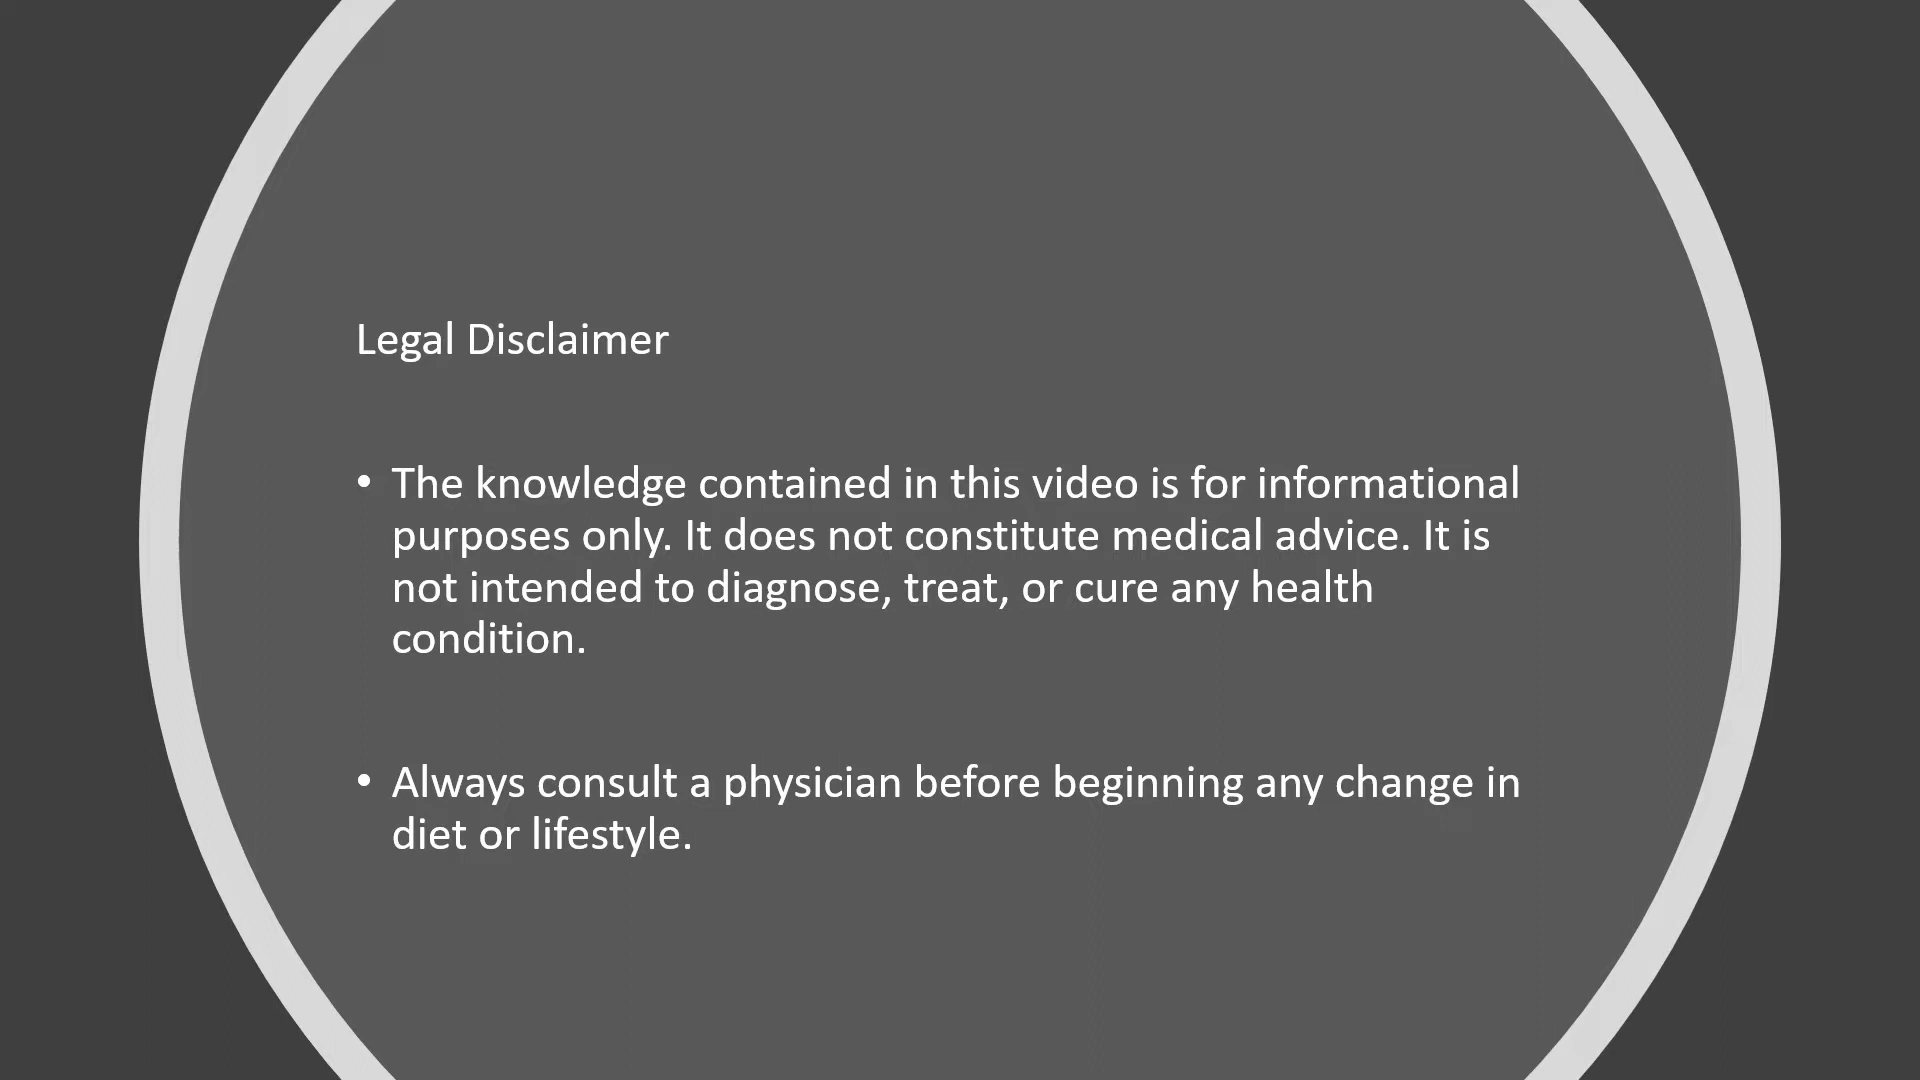 Legal Disclaimer
• The knowledge contained in this video is for informational
purposes only. It does not constitute medical advice. It is
not intended to diagnose, treat, or cure any health
condition.
• Always consult a physician before beginning any change in
diet or lifestyle.